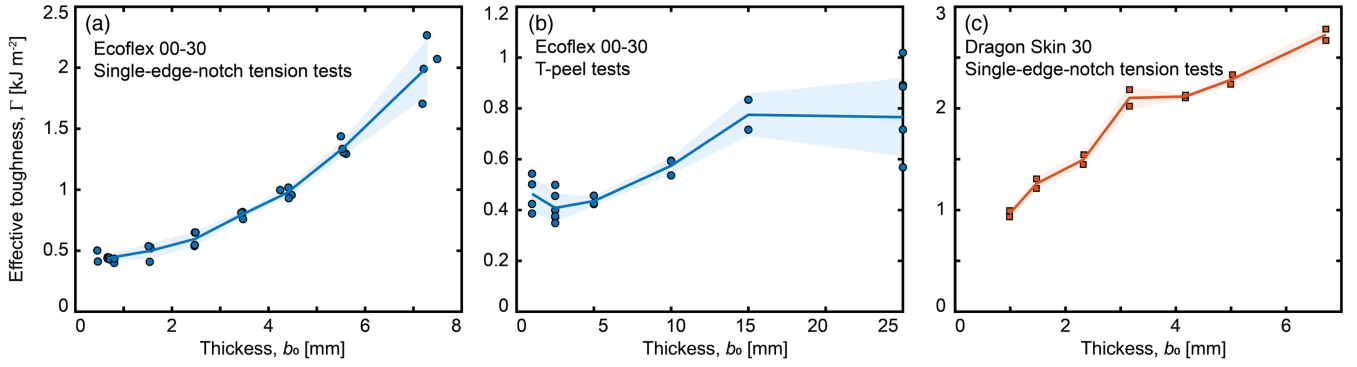 Effective toughness, Γ [kJ m⁻²]
2.5
2
1.5
1
0.5
0
(a)
Ecoflex 00-30
Single-edge-notch tension tests
0 2 4 6 8
Thickess, b₀ [mm]
1.2
1
0.8
0.6
0.4
0.2
0
(b)
Ecoflex 00-30
T-peel tests
0 5 10 15 20 25
Thickess, b₀ [mm]
3
2
1
0
(c)
Dragon Skin 30
Single-edge-notch tension tests
0 2 4 6
Thickess, b₀ [mm]